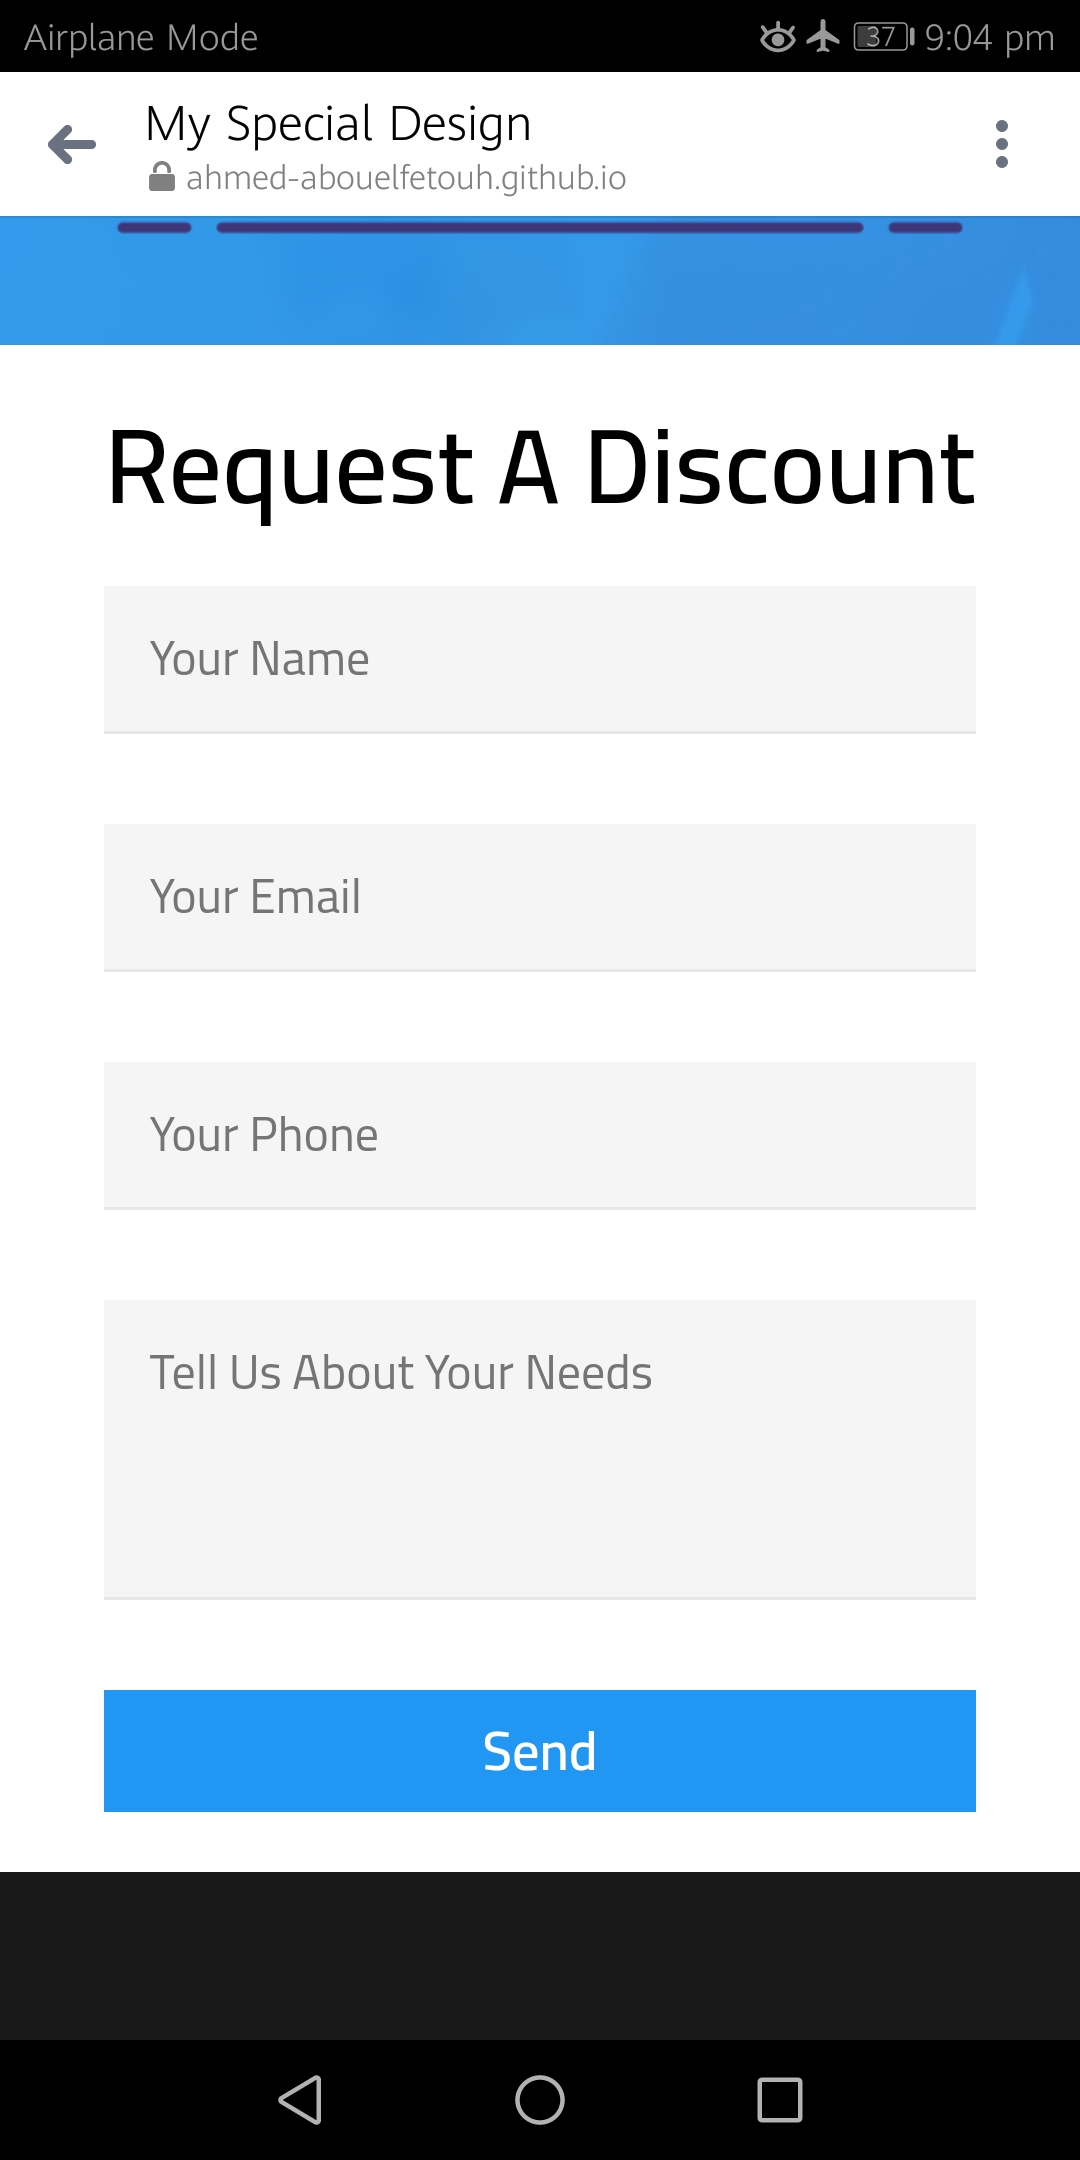 Airplane Mode 37 9:04 pm
My Special Design
ahmed-abouelfetouh.github.io
Request A Discount
Your Name
Your Email
Your Phone
Tell Us About Your Needs
Send